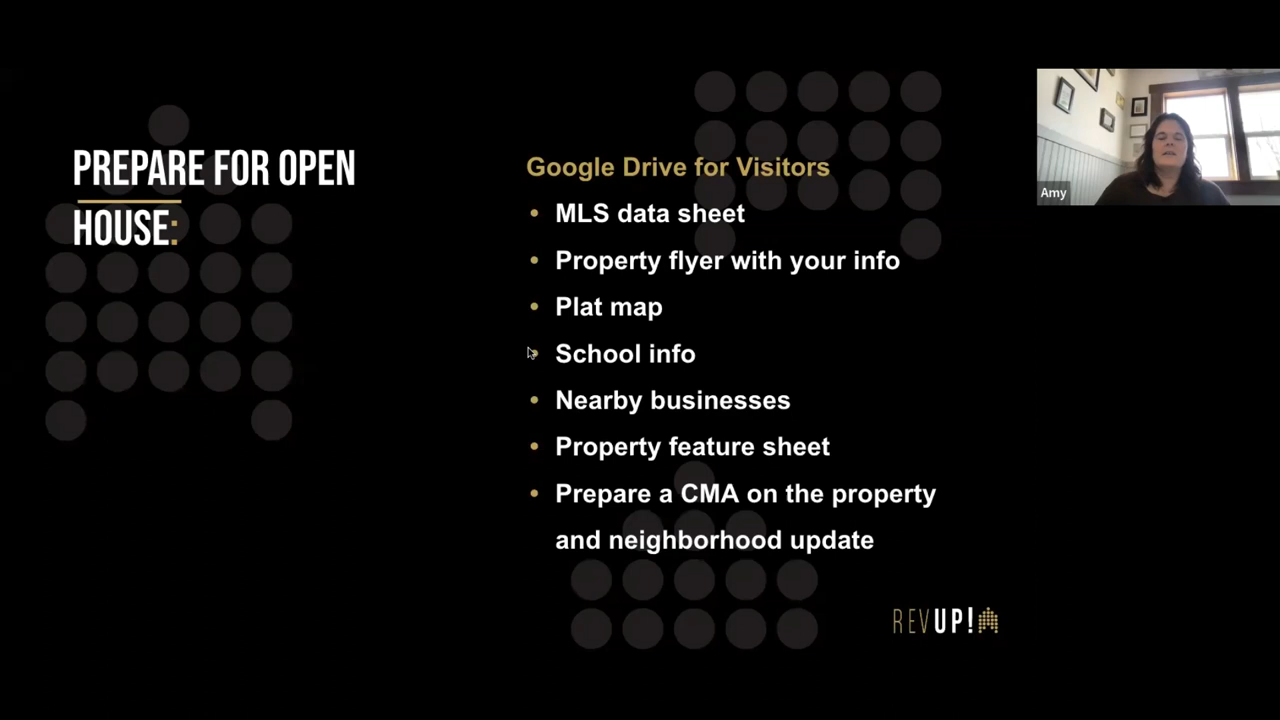 PREPARE FOR OPEN
HOUSE:
Google Drive for Visitors
• MLS data sheet
• Property flyer with your info
• Plat map
• School info
• Nearby businesses
• Property feature sheet
• Prepare a CMA on the property
and neighborhood update
REVUP!
Amy